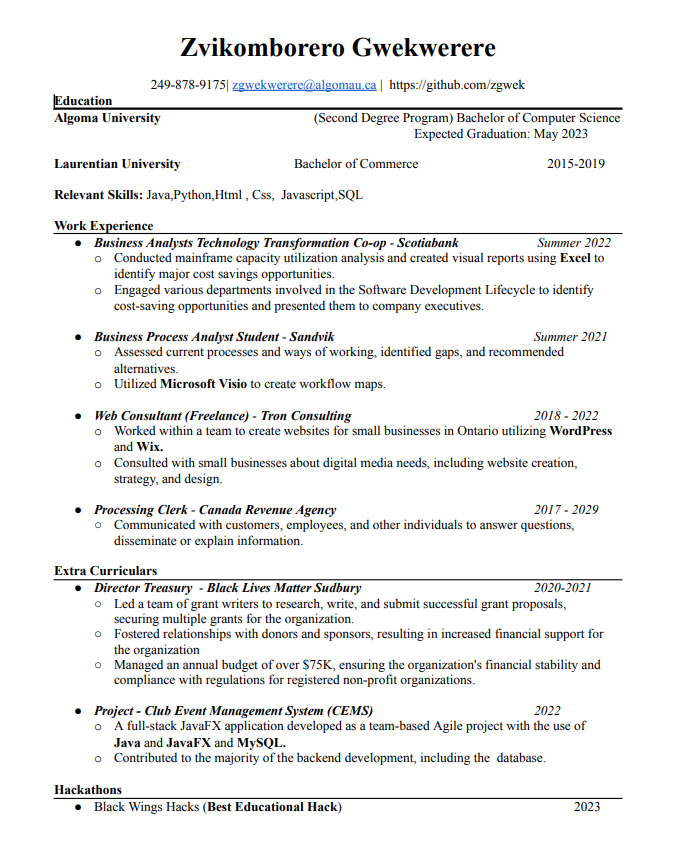 Zvikomborero Gwekwerere
249-878-9175| zgwekwerere@algomau.ca | https://github.com/zgwek
Education
Algoma University (Second Degree Program) Bachelor of Computer Science
Expected Graduation: May 2023
Laurentian University Bachelor of Commerce 2015-2019
Relevant Skills: Java,Python,Html , Css, Javascript,SQL
Work Experience
● Business Analysts Technology Transformation Co-op - Scotiabank Summer 2022
○ Conducted mainframe capacity utilization analysis and created visual reports using Excel to
identify major cost savings opportunities.
○ Engaged various departments involved in the Software Development Lifecycle to identify
cost-saving opportunities and presented them to company executives.
● Business Process Analyst Student - Sandvik Summer 2021
○ Assessed current processes and ways of working, identified gaps, and recommended
alternatives.
○ Utilized Microsoft Visio to create workflow maps.
● Web Consultant (Freelance) - Tron Consulting 2018 - 2022
○ Worked within a team to create websites for small businesses in Ontario utilizing WordPress
and Wix.
○ Consulted with small businesses about digital media needs, including website creation,
strategy, and design.
● Processing Clerk - Canada Revenue Agency 2017 - 2029
○ Communicated with customers, employees, and other individuals to answer questions,
disseminate or explain information.
Extra Curriculars
● Director Treasury - Black Lives Matter Sudbury 2020-2021
○ Led a team of grant writers to research, write, and submit successful grant proposals,
securing multiple grants for the organization.
○ Fostered relationships with donors and sponsors, resulting in increased financial support for
the organization
○ Managed an annual budget of over $75K, ensuring the organization's financial stability and
compliance with regulations for registered non-profit organizations.
● Project - Club Event Management System (CEMS) 2022
○ A full-stack JavaFX application developed as a team-based Agile project with the use of
Java and JavaFX and MySQL.
○ Contributed to the majority of the backend development, including the database.
Hackathons
● Black Wings Hacks (Best Educational Hack) 2023